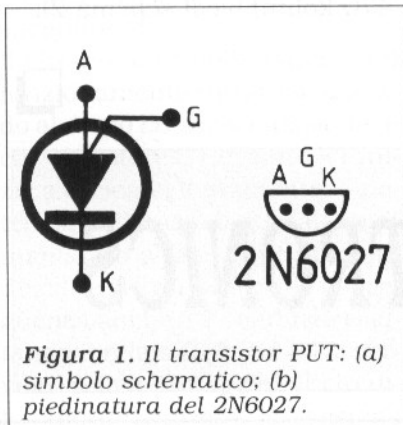 A
G
K
G
A K
2N6027
Figura 1. Il transistor PUT: (a)
simbolo schematico; (b)
piedinatura del 2N6027.